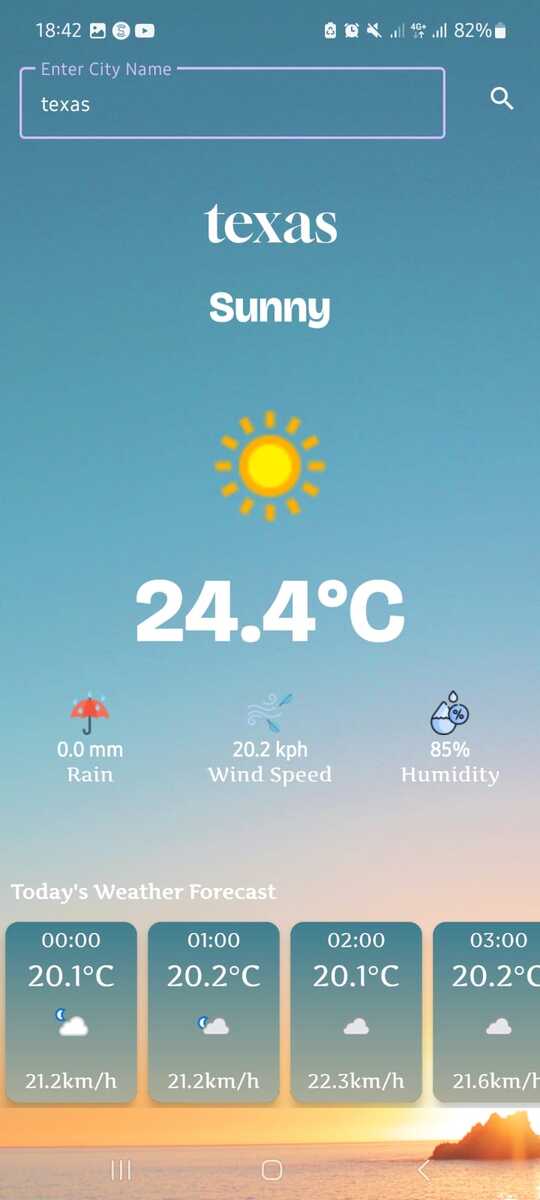 18:42 4G+ 82%
Enter City Name
texas
texas
Sunny
24.4°C
0.0 mm 20.2 kph 85%
Rain Wind Speed Humidity
Today's Weather Forecast
00:00 01:00 02:00 03:00
20.1°C 20.2°C 20.1°C 20.2°C
21.2km/h 21.2km/h 22.3km/h 21.6km/h